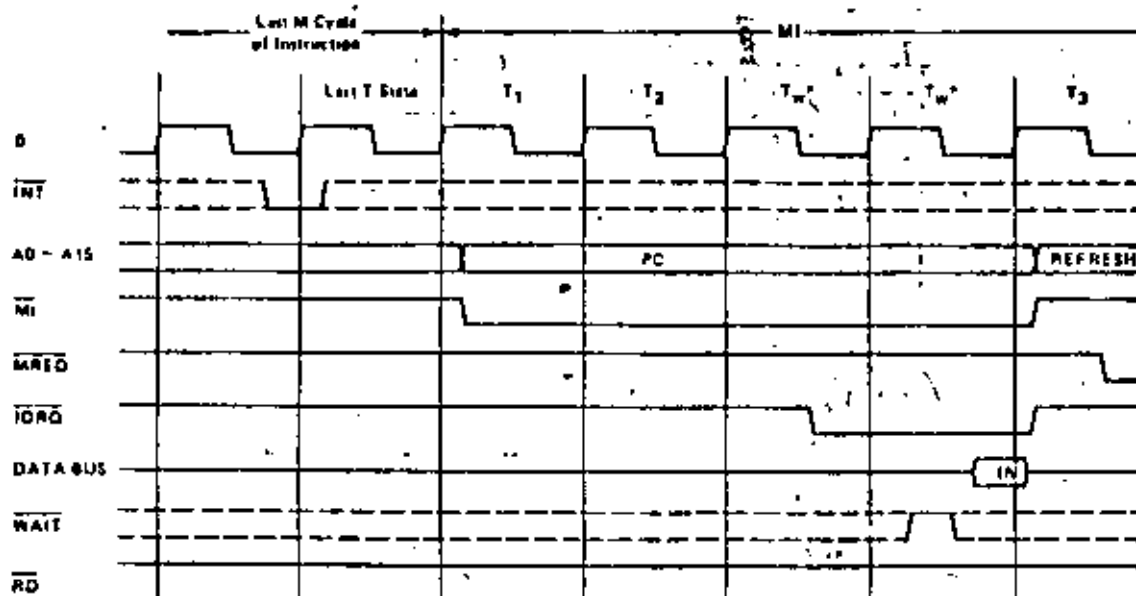 Last M Cycle
of Instruction
M1
Last T State
T1
T2
Tw*
Tw*
T3
Φ
INT
A0 ~ A15
PC
REFRESH
M1
MREQ
IORQ
DATA BUS
IN
WAIT
RD